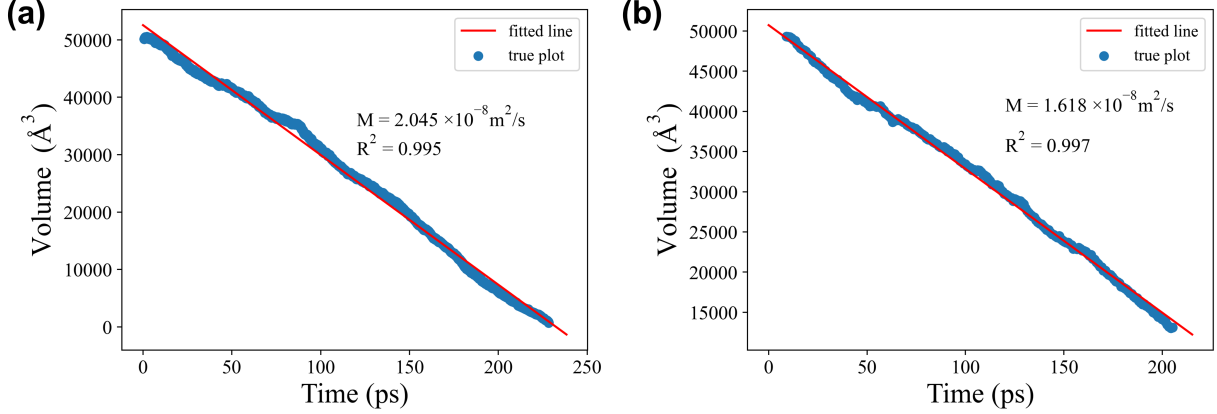 (a)
50000
40000
30000
20000
10000
0
Volume (Å³)
0 50 100 150 200 250
Time (ps)
fitted line
true plot
M = 2.045 ×10⁻⁸m²/s
R² = 0.995
(b)
50000
45000
40000
35000
30000
25000
20000
15000
Volume (Å³)
0 50 100 150 200
Time (ps)
fitted line
true plot
M = 1.618 ×10⁻⁸m²/s
R² = 0.997